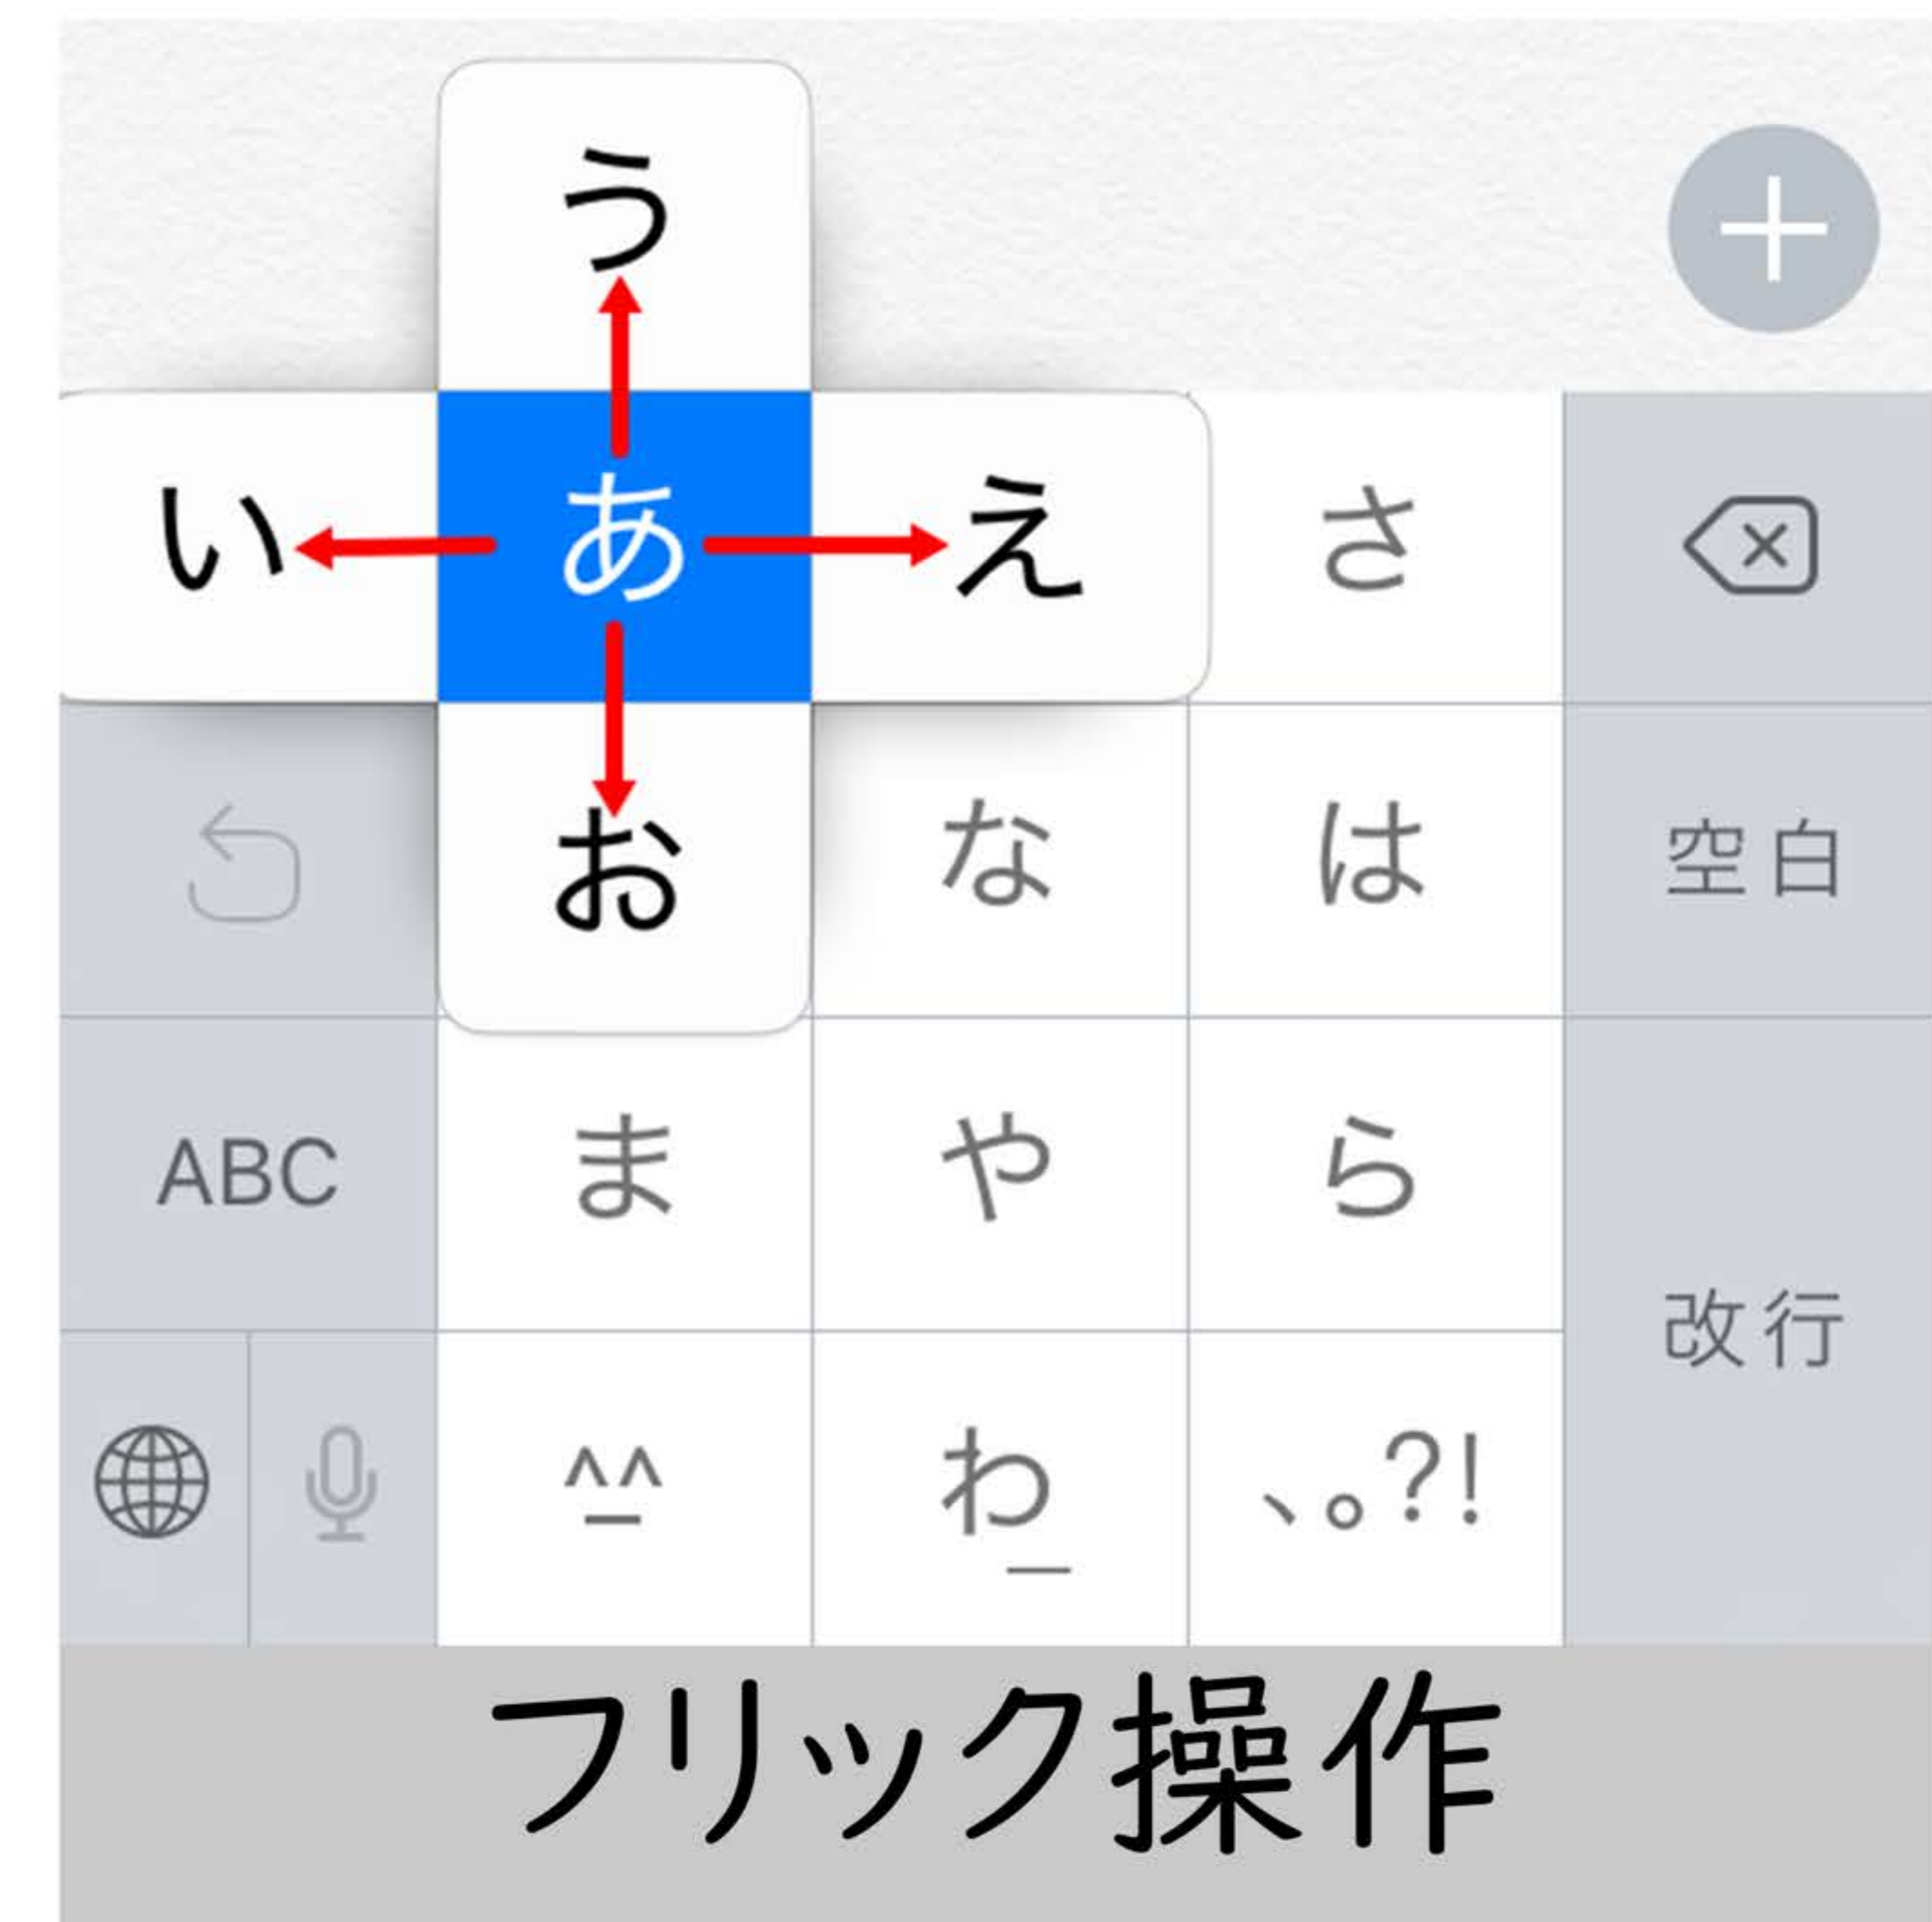 う
い あ え さ
お な は 空白
ABC ま や ら
改行
^_^ わ_ 、。?!
フリック操作